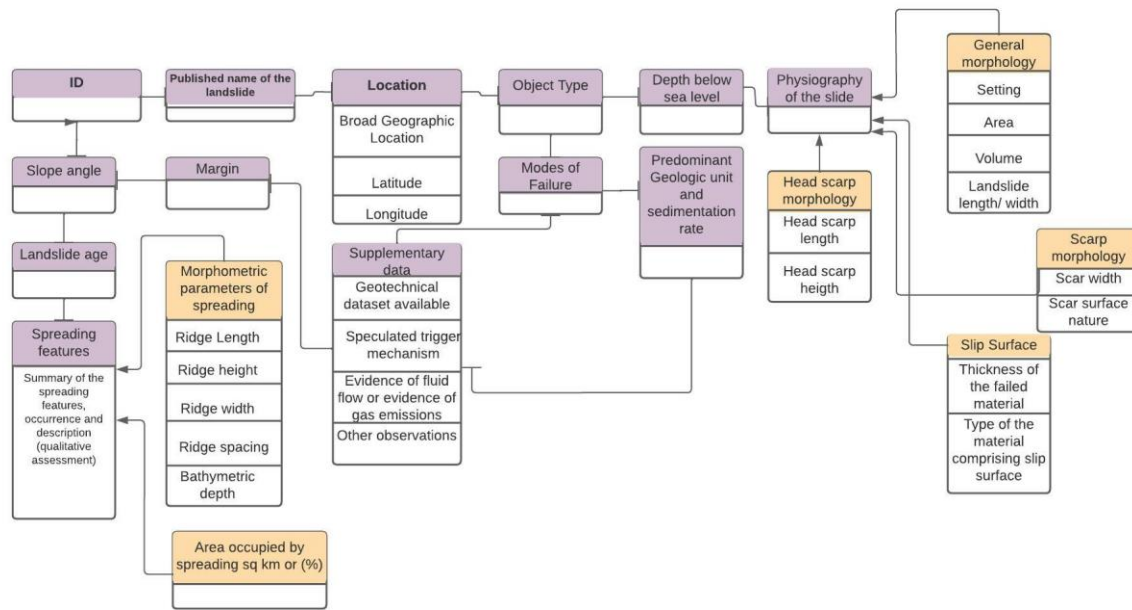 ID
Published name of the
landslide
Location
Broad Geographic
Location
Latitude
Longitude
Object Type
Depth below
sea level
Physiography
of the slide
General
morphology
Setting
Area
Volume
Landslide
length/ width
Slope angle
Margin
Modes of
Failure
Predominant
Geologic unit
and
sedimentation
rate
Head scarp
morphology
Head scarp
length
Head scarp
heigth
Scarp
morphology
Scar width
Scar surface
nature
Landslide age
Morphometric
parameters of
spreading
Ridge Length
Ridge height
Ridge width
Ridge spacing
Bathymetric
depth
Supplementary
data
Geotechnical
dataset available
Speculated trigger
mechanism
Evidence of fluid
flow or evidence of
gas emissions
Other observations
Slip Surface
Thickness of
the failed
material
Type of the
material
comprising slip
surface
Spreading
features
Summary of the
spreading
features,
occurrence and
description
(qualitative
assessment)
Area occupied by
spreading sq km or (%)